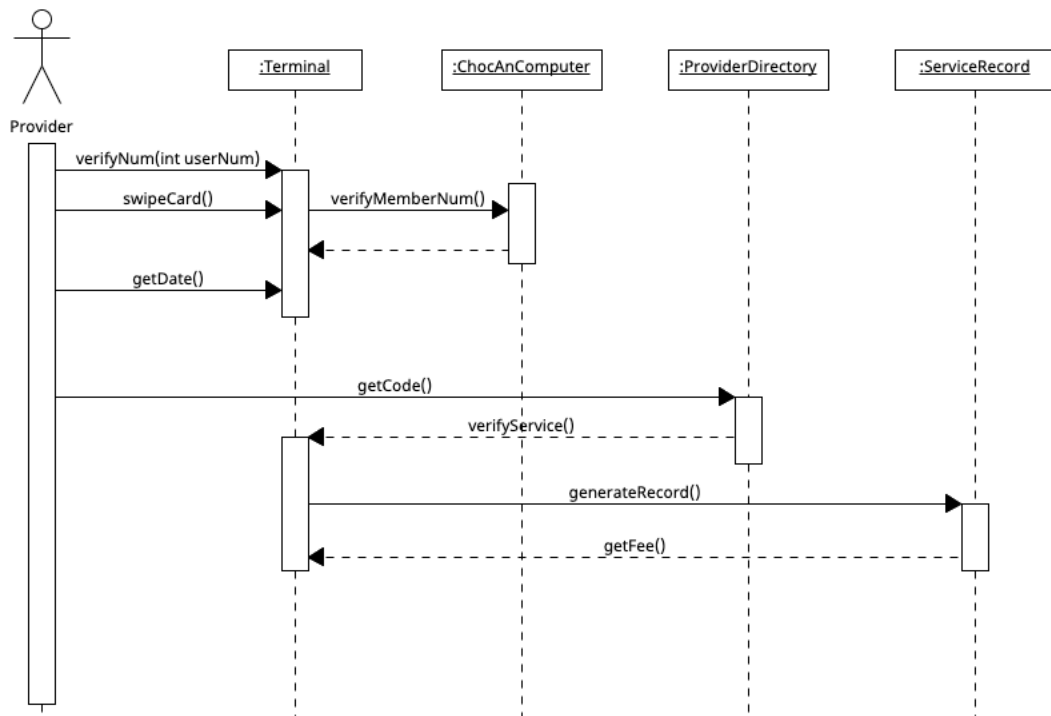 :Terminal
:ChocAnComputer
:ProviderDirectory
:ServiceRecord
Provider
verifyNum(int userNum)
swipeCard()
verifyMemberNum()
getDate()
getCode()
verifyService()
generateRecord()
getFee()